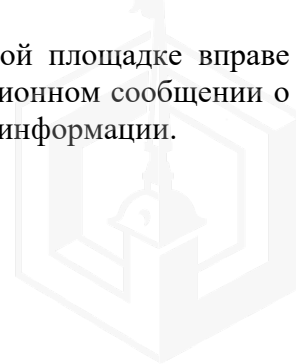 ой площадке вправе
ионном сообщении о
информации.